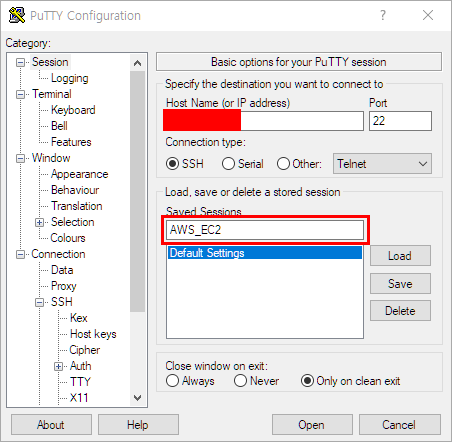 PuTTY Configuration
?
Category:
Session
Logging
Terminal
Keyboard
Bell
Features
Window
Appearance
Behaviour
Translation
Selection
Colours
Connection
Data
Proxy
SSH
Kex
Host keys
Cipher
Auth
TTY
X11
Basic options for your PuTTY session
Specify the destination you want to connect to
Host Name (or IP address) Port
22
Connection type:
SSH Serial Other: Telnet
Load, save or delete a stored session
Saved Sessions
AWS_EC2
Default Settings
Load
Save
Delete
Close window on exit:
Always Never Only on clean exit
About Help Open Cancel